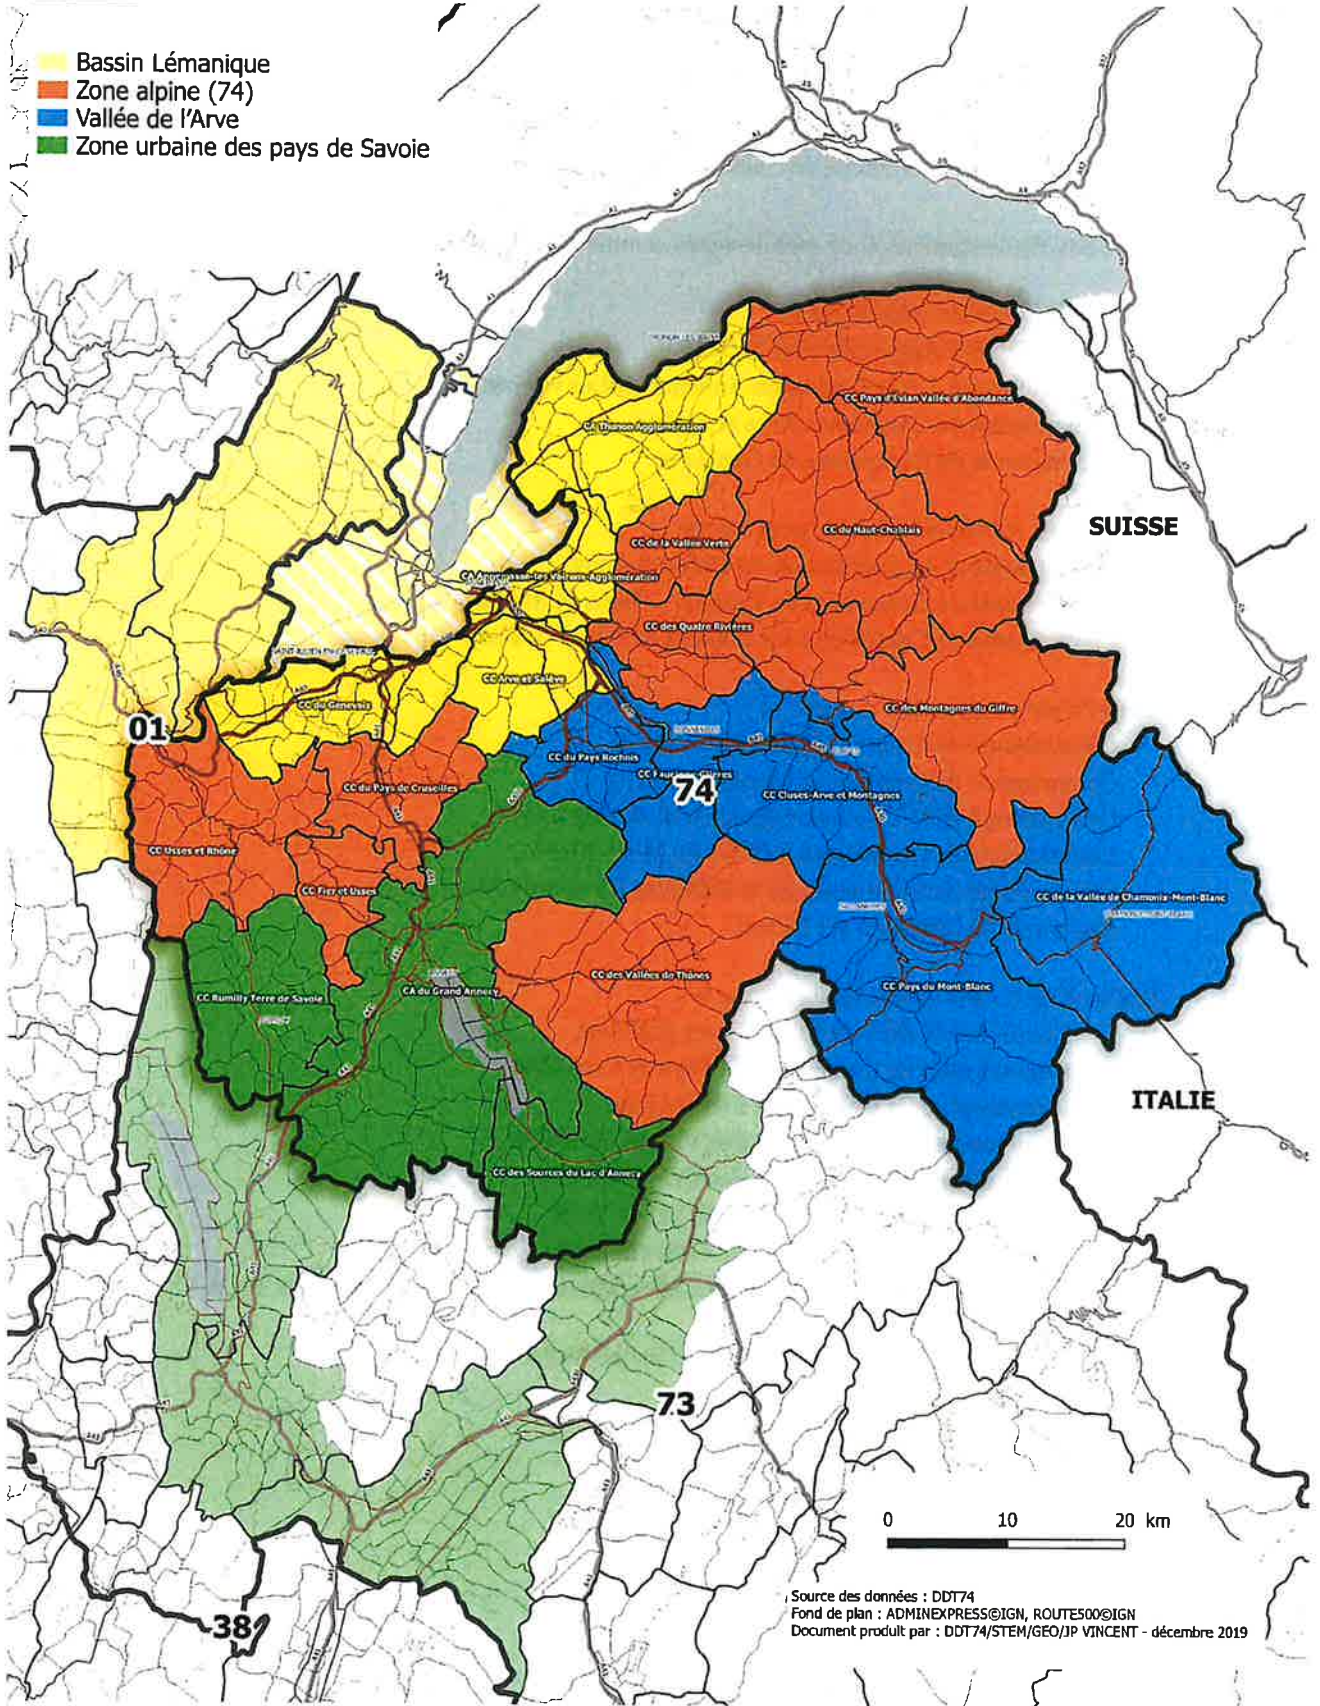 Bassin Lémanique
Zone alpine (74)
Vallée de l'Arve
Zone urbaine des pays de Savoie
CC Pays d'Evian Vallée d'Abondance
CA Thonon Agglomération
SUISSE
CC du Haut-Chablais
CC de la Vallée Verte
CA Annemasse-les Voirons-Agglomération
CC des Quatre Rivières
SAINT-JULIEN-EN-GENEVOIS
CC Arve et Salève
CC du Genevois
CC des Montagnes du Giffre
01
CC du Pays Rochois
CC Faucigny-Glières
74
CC du Pays de Cruseilles
CC Cluses-Arve et Montagnes
CC Usses et Rhône
CC Fier et Usses
CC de la Vallée de Chamonix-Mont-Blanc
CC des Vallées de Thônes
CC Pays du Mont-Blanc
CA du Grand Annecy
CC Rumilly Terre de Savoie
ITALIE
CC des Sources du Lac d'Annecy
73
0 10 20 km
Source des données : DDT74
Fond de plan : ADMINEXPRESS©IGN, ROUTE500©IGN
Document produit par : DDT74/STEM/GEO/JP VINCENT - décembre 2019
38